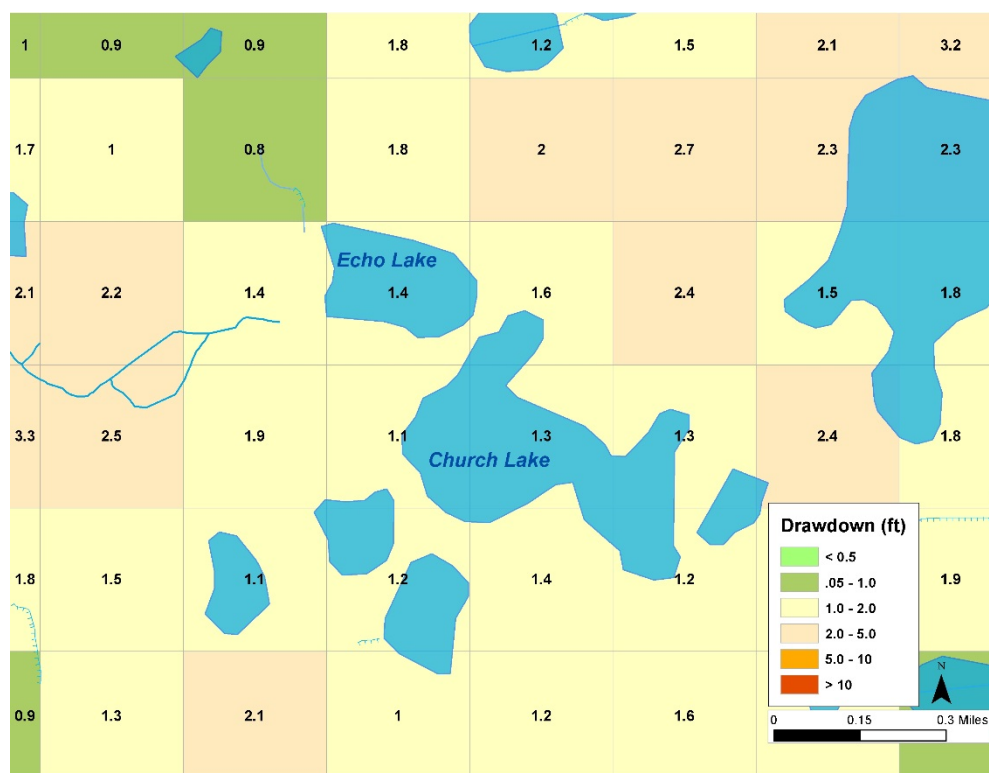 1 0.9 0.9 1.8 1.2 1.5 2.1 3.2
1.7 1 0.8 1.8 2 2.7 2.3 2.3
Echo Lake
2.1 2.2 1.4 1.4 1.6 2.4 1.5 1.8
3.3 2.5 1.9 1.1 1.3 1.3 2.4 1.8
Church Lake
Drawdown (ft)
< 0.5
.05 - 1.0
1.0 - 2.0
2.0 - 5.0
5.0 - 10
> 10
1.8 1.5 1.1 1.2 1.4 1.2 1.9
N
0.9 1.3 2.1 1 1.2 1.6
0 0.15 0.3 Miles